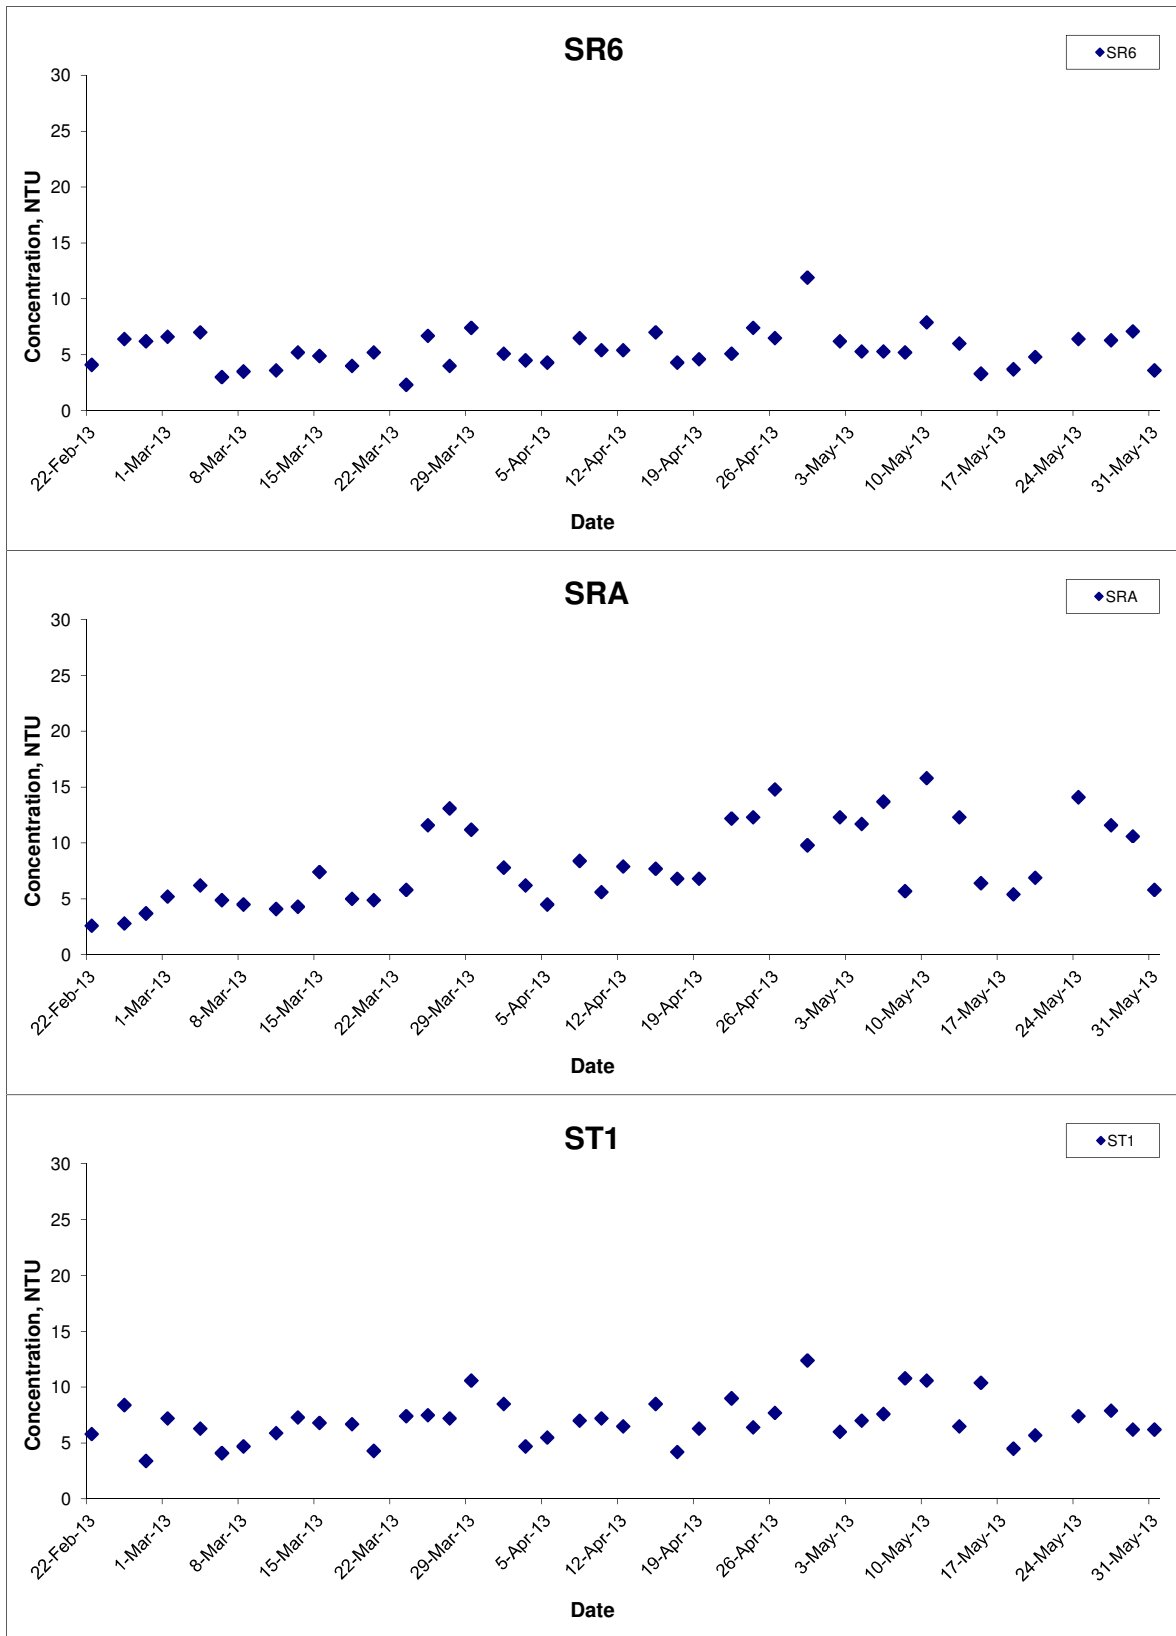 SR6
SR6
Concentration, NTU
30
25
20
15
10
5
0
22-Feb-13 1-Mar-13 8-Mar-13 15-Mar-13 22-Mar-13 29-Mar-13 5-Apr-13 12-Apr-13 19-Apr-13 26-Apr-13 3-May-13 10-May-13 17-May-13 24-May-13 31-May-13
Date
SRA
SRA
Concentration, NTU
30
25
20
15
10
5
0
22-Feb-13 1-Mar-13 8-Mar-13 15-Mar-13 22-Mar-13 29-Mar-13 5-Apr-13 12-Apr-13 19-Apr-13 26-Apr-13 3-May-13 10-May-13 17-May-13 24-May-13 31-May-13
Date
ST1
ST1
Concentration, NTU
30
25
20
15
10
5
0
22-Feb-13 1-Mar-13 8-Mar-13 15-Mar-13 22-Mar-13 29-Mar-13 5-Apr-13 12-Apr-13 19-Apr-13 26-Apr-13 3-May-13 10-May-13 17-May-13 24-May-13 31-May-13
Date